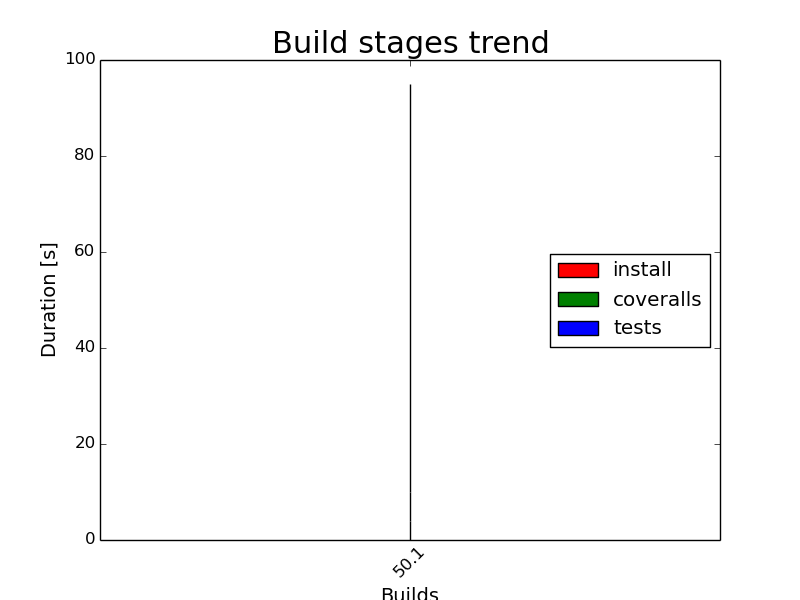 Build stages trend
100
80
60
40
20
0
Duration [s]
install
coveralls
tests
50.1
Builds